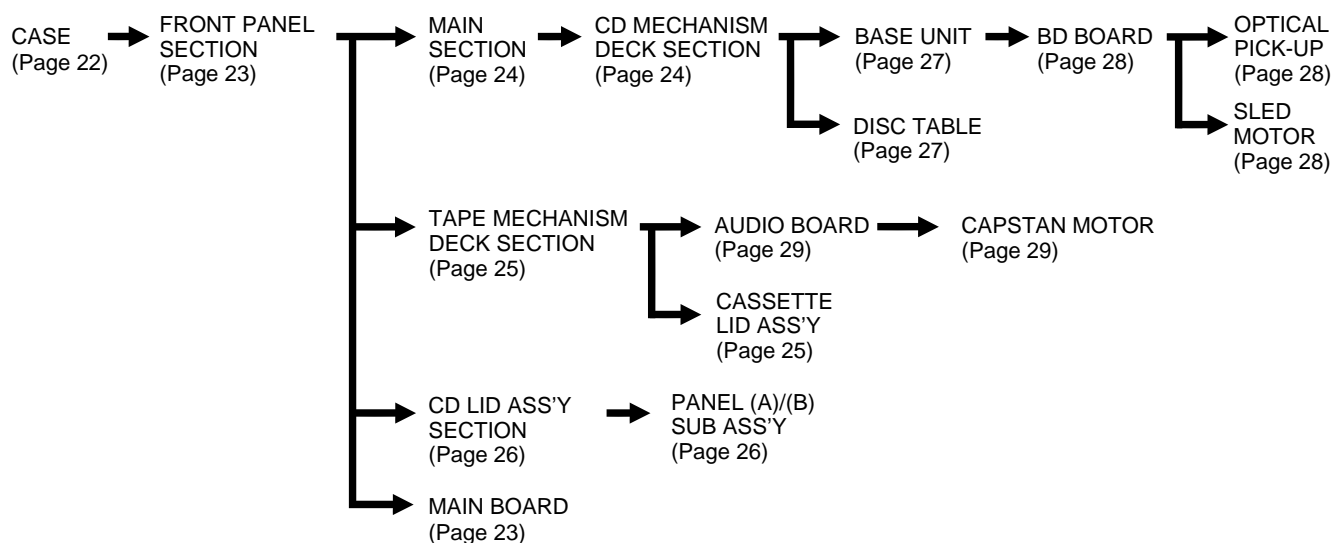 CASE
(Page 22)
FRONT PANEL
SECTION
(Page 23)
MAIN
SECTION
(Page 24)
CD MECHANISM
DECK SECTION
(Page 24)
BASE UNIT
(Page 27)
BD BOARD
(Page 28)
OPTICAL
PICK-UP
(Page 28)
SLED
MOTOR
(Page 28)
DISC TABLE
(Page 27)
TAPE MECHANISM
DECK SECTION
(Page 25)
AUDIO BOARD
(Page 29)
CAPSTAN MOTOR
(Page 29)
CASSETTE
LID ASS’Y
(Page 25)
CD LID ASS’Y
SECTION
(Page 26)
PANEL (A)/(B)
SUB ASS’Y
(Page 26)
MAIN BOARD
(Page 23)